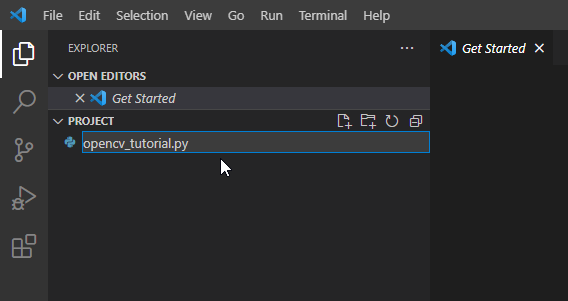 File Edit Selection View Go Run Terminal Help
EXPLORER ...
Get Started
OPEN EDITORS
Get Started
PROJECT
opencv_tutorial.py